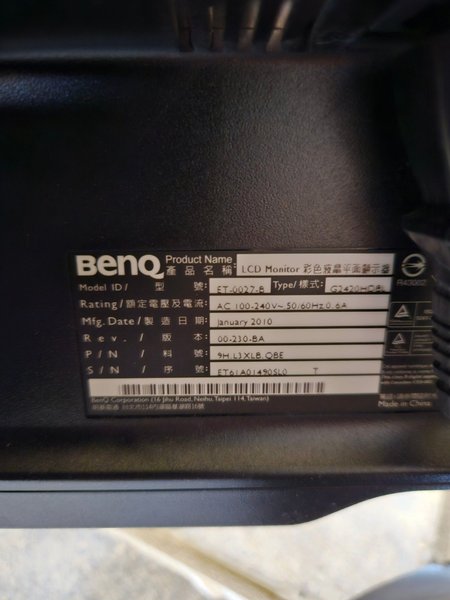 BenQ Product Name 產品名稱 LCD Monitor 彩色液晶平面顯示器
Model ID/ 型 號: ET-0027-B Type/樣式: G2420HDBL
Rating/額定電壓及電流: AC 100-240V~ 50/60Hz 0.6A
Mfg. Date/製造日期: January 2010
Rev./ 版本: 00-230-BA
P/N/ 料號: 9H.L3XLB.QBE
S/N/ 序號: ET61A01490SL0 T
BenQ Corporation (16 Jihu Road, Neihu, Taipei 114, Taiwan)
Made in China